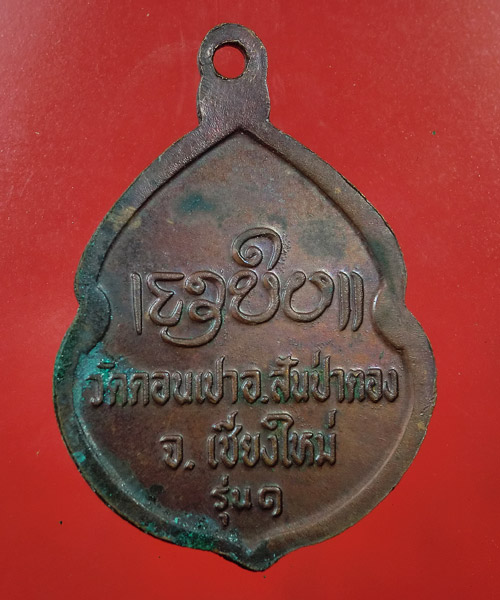 วัดดอนเปาอ.สันป่าตอง
จ. เชียงใหม่
รุ่น ๑